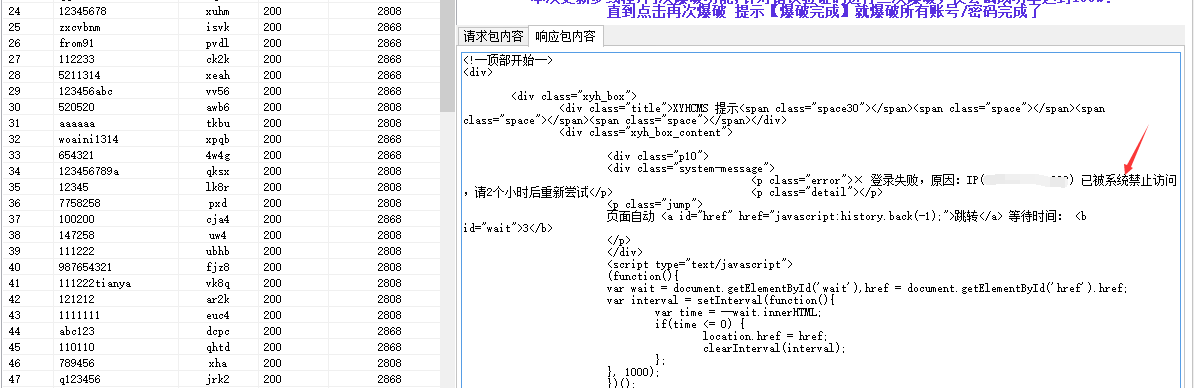 24 12345678 xuhm 200 2808
25 zxcvbnm isvk 200 2868
26 from91 pvdl 200 2868
27 112233 ck2k 200 2868
28 5211314 xeah 200 2868
29 123456abc vv56 200 2868
30 520520 awb6 200 2808
31 aaaaaa tkbu 200 2868
32 woaini1314 xpqb 200 2868
33 654321 4w4g 200 2868
34 123456789a qksx 200 2868
35 12345 lk8r 200 2868
36 7758258 pxd 200 2868
37 100200 cja4 200 2868
38 147258 uw4 200 2808
39 111222 ubhb 200 2868
40 987654321 fjz8 200 2808
41 111222tianya vk8q 200 2808
42 121212 ar2k 200 2808
43 1111111 euc4 200 2808
44 abc123 dcpc 200 2868
45 110110 qhtd 200 2868
46 789456 xha 200 2808
47 q123456 jrk2 200 2868
直到点击再次爆破 提示【爆破完成】就爆破所有账号/密码完成了
请求包内容 响应包内容
<!—顶部开始—>
<div>
<div class="xyh_box">
<div class="title">XYHCMS 提示<span class="space30"></span><span class="space"></span><span
class="space"></span><span class="space"></span></div>
<div class="xyh_box_content">
<div class="p10">
<div class="system-message">
<p class="error">× 登录失败，原因：IP( ) 已被系统禁止访问
，请2个小时后重新尝试</p> <p class="detail"></p>
<p class="jump">
页面自动 <a id="href" href="javascript:history.back(-1);">跳转</a> 等待时间： <b
id="wait">3</b>
</p>
</div>
<script type="text/javascript">
(function(){
var wait = document.getElementById('wait'),href = document.getElementById('href').href;
var interval = setInterval(function(){
var time = —wait.innerHTML;
if(time <= 0) {
location.href = href;
clearInterval(interval);
};
}, 1000);
})();